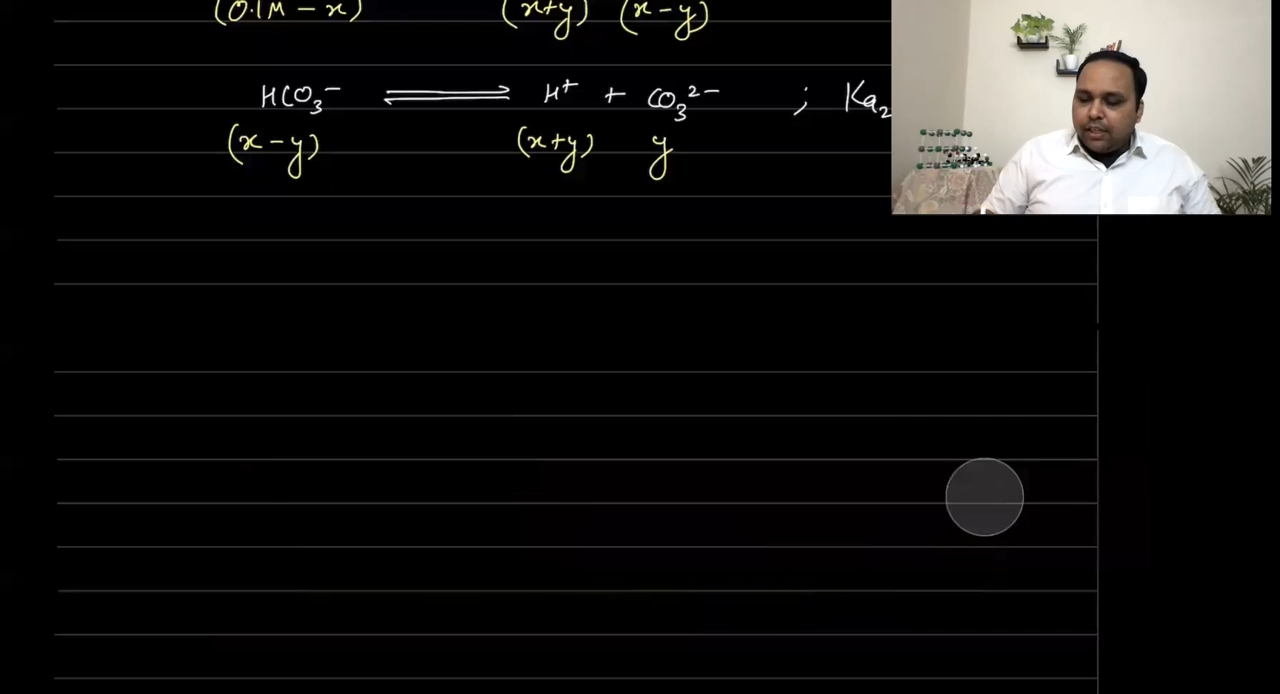 (0.1M − x) (x+y) (x−y)
HCO₃⁻ ⇌ H⁺ + CO₃²⁻ ; Ka₂
(x−y) (x+y) y